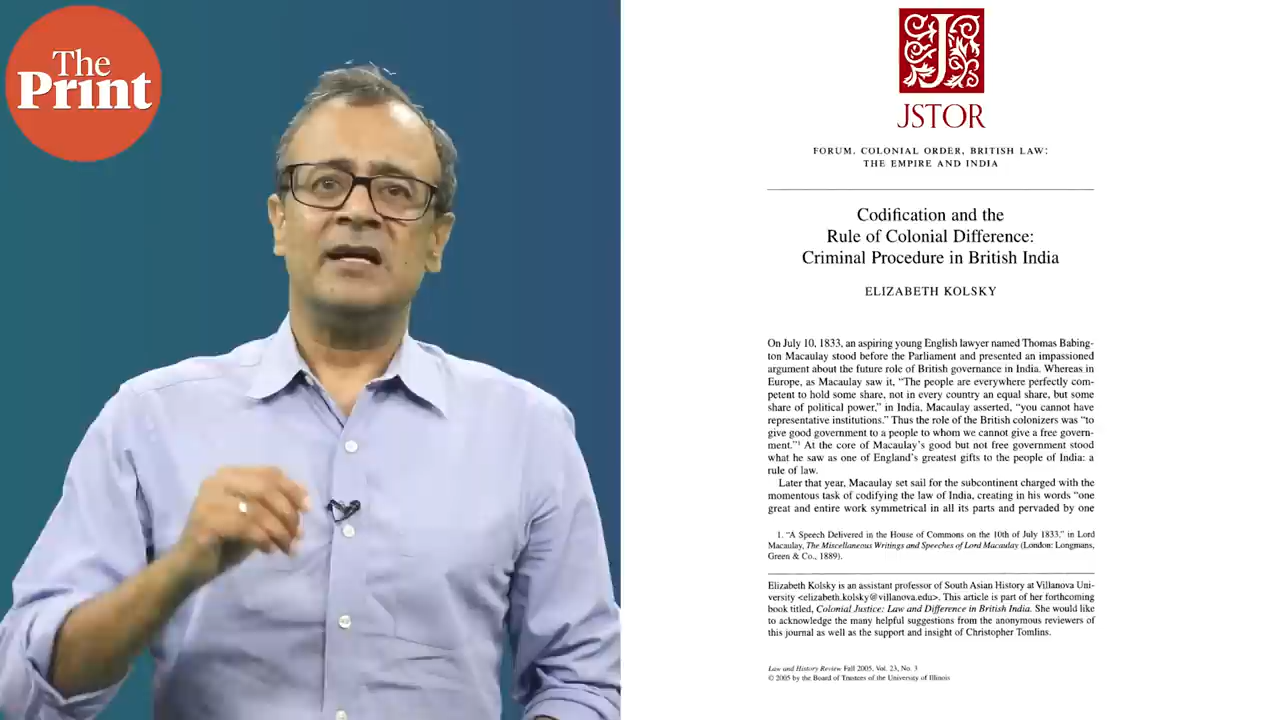 The
Print
JSTOR
FORUM. COLONIAL ORDER, BRITISH LAW:
THE EMPIRE AND INDIA
Codification and the
Rule of Colonial Difference:
Criminal Procedure in British India
ELIZABETH KOLSKY
On July 10, 1833, an aspiring young English lawyer named Thomas Babing-
ton Macaulay stood before the Parliament and presented an impassioned
argument about the future role of British governance in India. Whereas in
Europe, as Macaulay saw it, “The people are everywhere perfectly com-
petent to hold some share, not in every country an equal share, but some
share of political power,” in India, Macaulay asserted, “you cannot have
representative institutions.” Thus the role of the British colonizers was “to
give good government to a people to whom we cannot give a free govern-
ment.”1 At the core of Macaulay’s good but not free government stood
what he saw as one of England’s greatest gifts to the people of India: a
rule of law.
Later that year, Macaulay set sail for the subcontinent charged with the
momentous task of codifying the law of India, creating in his words “one
great and entire work symmetrical in all its parts and pervaded by one
1. “A Speech Delivered in the House of Commons on the 10th of July 1833,” in Lord
Macaulay, The Miscellaneous Writings and Speeches of Lord Macaulay (London: Longmans,
Green & Co., 1889).
Elizabeth Kolsky is an assistant professor of South Asian History at Villanova Uni-
versity <elizabeth.kolsky@villanova.edu>. This article is part of her forthcoming
book titled, Colonial Justice: Law and Difference in British India. She would like
to acknowledge the many helpful suggestions from the anonymous reviewers of
this journal as well as the support and insight of Christopher Tomlins.
Law and History Review Fall 2005, Vol. 23, No. 3
© 2005 by the Board of Trustees of the University of Illinois